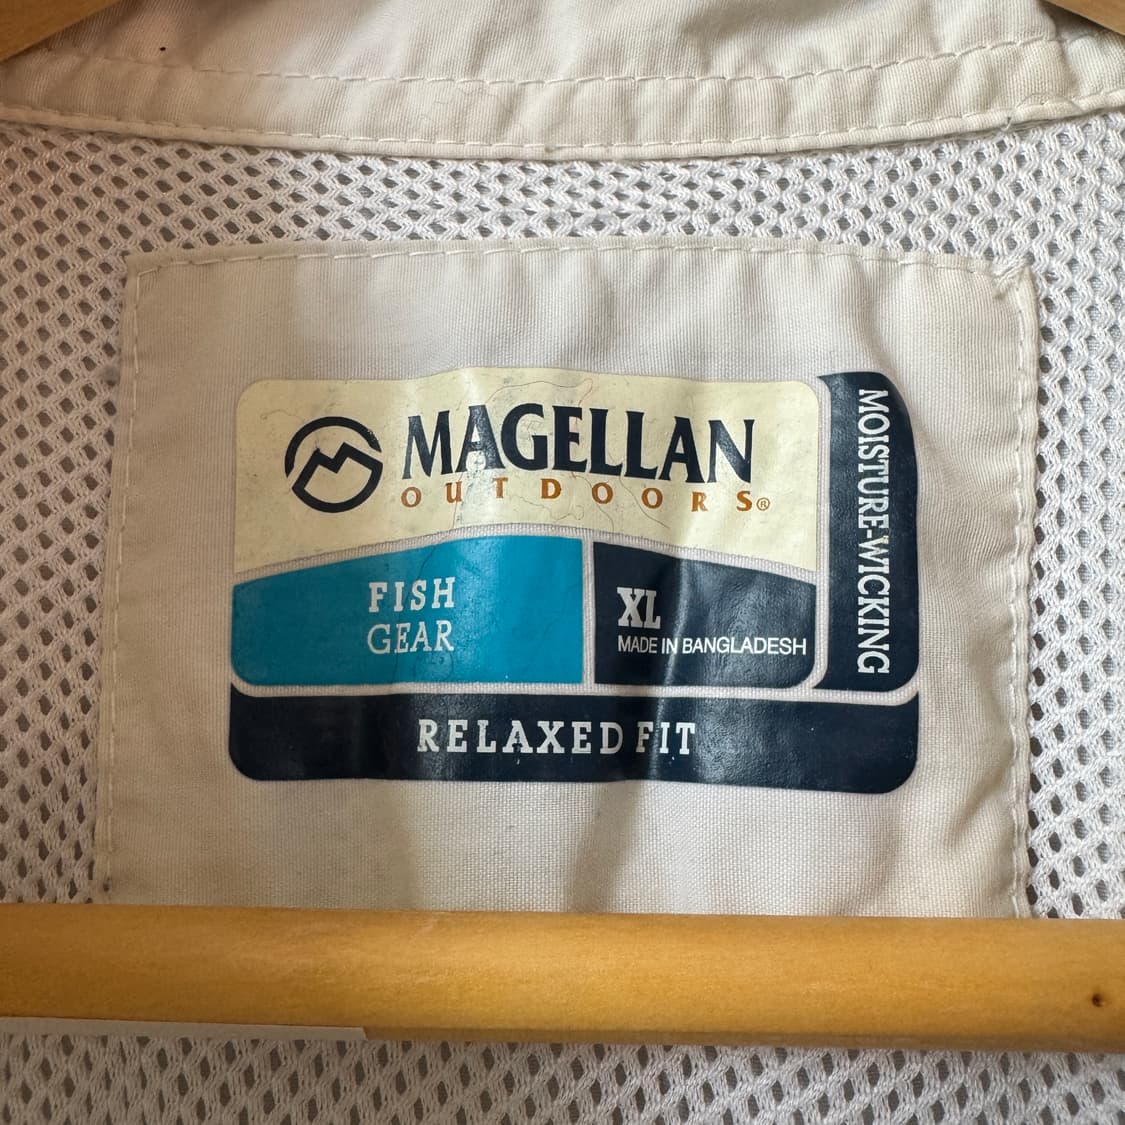 MAGELLAN
OUTDOORS®
FISH
GEAR
XL
MADE IN BANGLADESH
MOISTURE-WICKING
RELAXED FIT